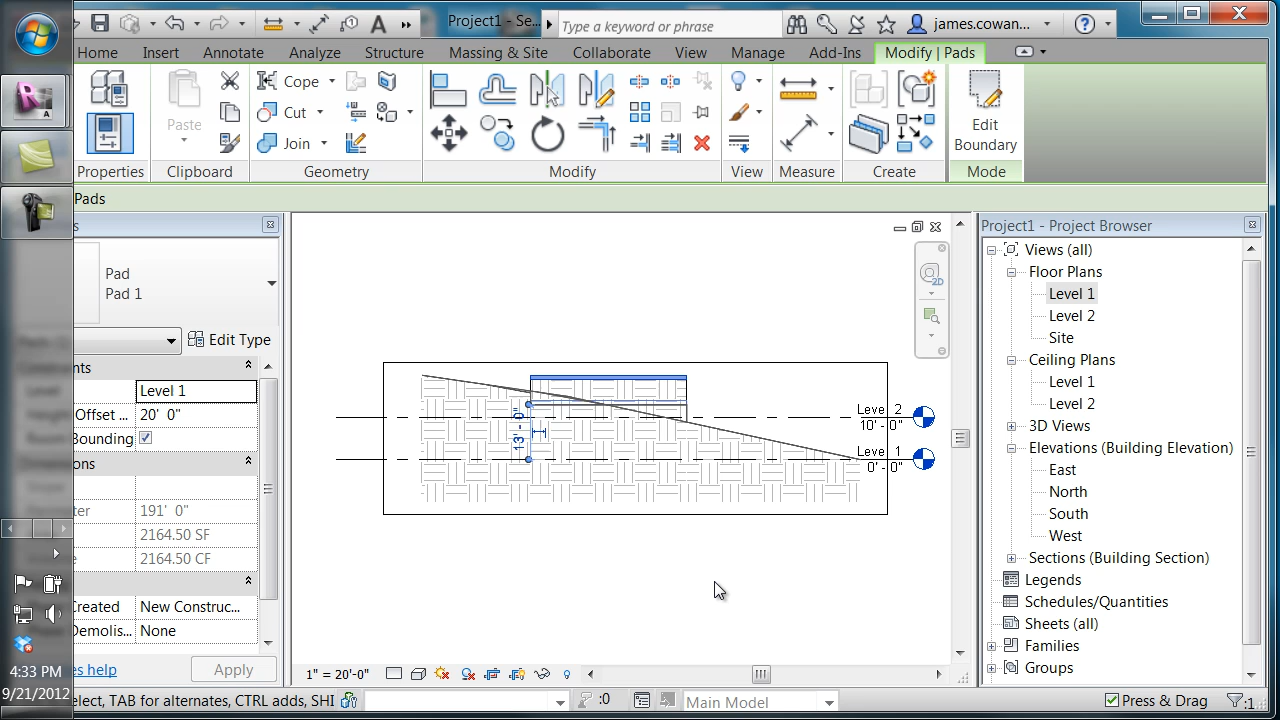 Project1 - Se...
Type a keyword or phrase
james.cowan...
Home Insert Annotate Analyze Structure Massing & Site Collaborate View Manage Add-Ins Modify | Pads
Paste
Cope
Cut
Join
Edit
Boundary
Properties Clipboard Geometry Modify View Measure Create Mode
Pads
Pad
Pad 1
Edit Type
Level 1
Offset ... 20' 0"
Bounding
Created New Construc...
Demolis... None
191' 0"
2164.50 SF
2164.50 CF
Apply
13' - 0"
Leve 2
10' - 0"
Leve 1
0' - 0"
1" = 20'-0"
Project1 - Project Browser
Views (all)
Floor Plans
Level 1
Level 2
Site
Ceiling Plans
Level 1
Level 2
3D Views
Elevations (Building Elevation)
East
North
South
West
Sections (Building Section)
Legends
Schedules/Quantities
Sheets (all)
Families
Groups
4:33 PM
9/21/2012
elect, TAB for alternates, CTRL adds, SHI
:0
Main Model
Press & Drag
:1
2D